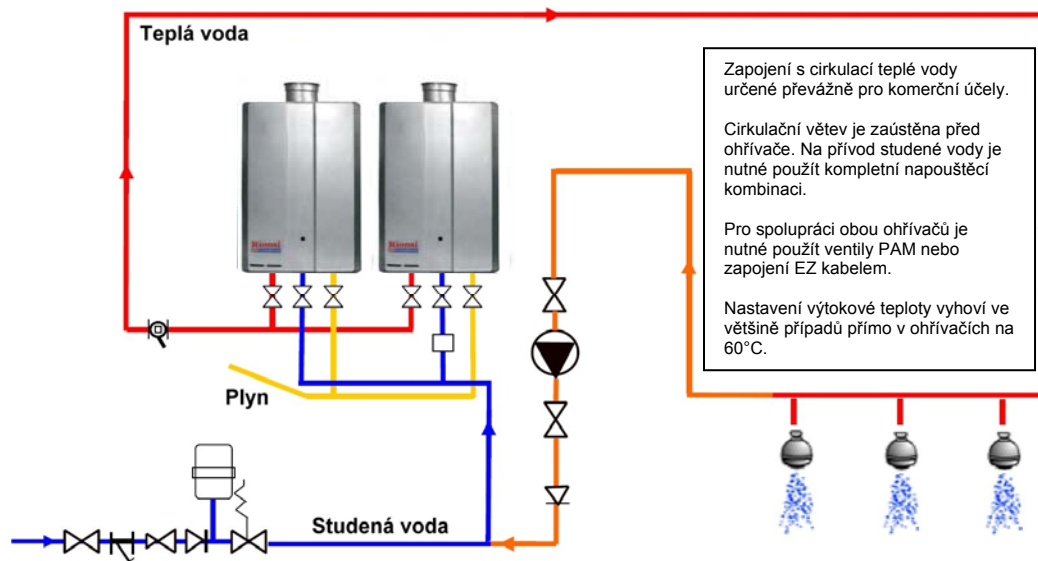 Teplá voda
Zapojení s cirkulací teplé vody
určené převážně pro komerční účely.
Cirkulační větev je zaústěna před
ohřívače. Na přívod studené vody je
nutné použít kompletní napouštěcí
kombinaci.
Pro spolupráci obou ohřívačů je
nutné použít ventily PAM nebo
zapojení EZ kabelem.
Nastavení výtokové teploty vyhoví ve
většině případů přímo v ohřívačích na
60°C.
Rinnai
Rinnai
Plyn
Studená voda